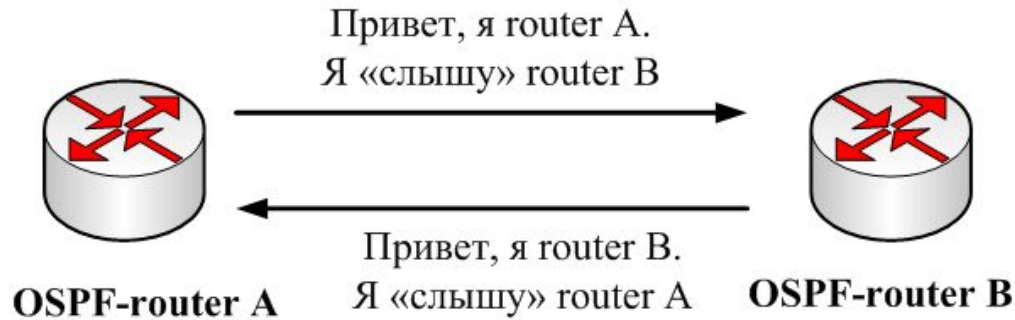 Привет, я router A.
Я «слышу» router B
Привет, я router B.
Я «слышу» router A
OSPF-router A
OSPF-router B